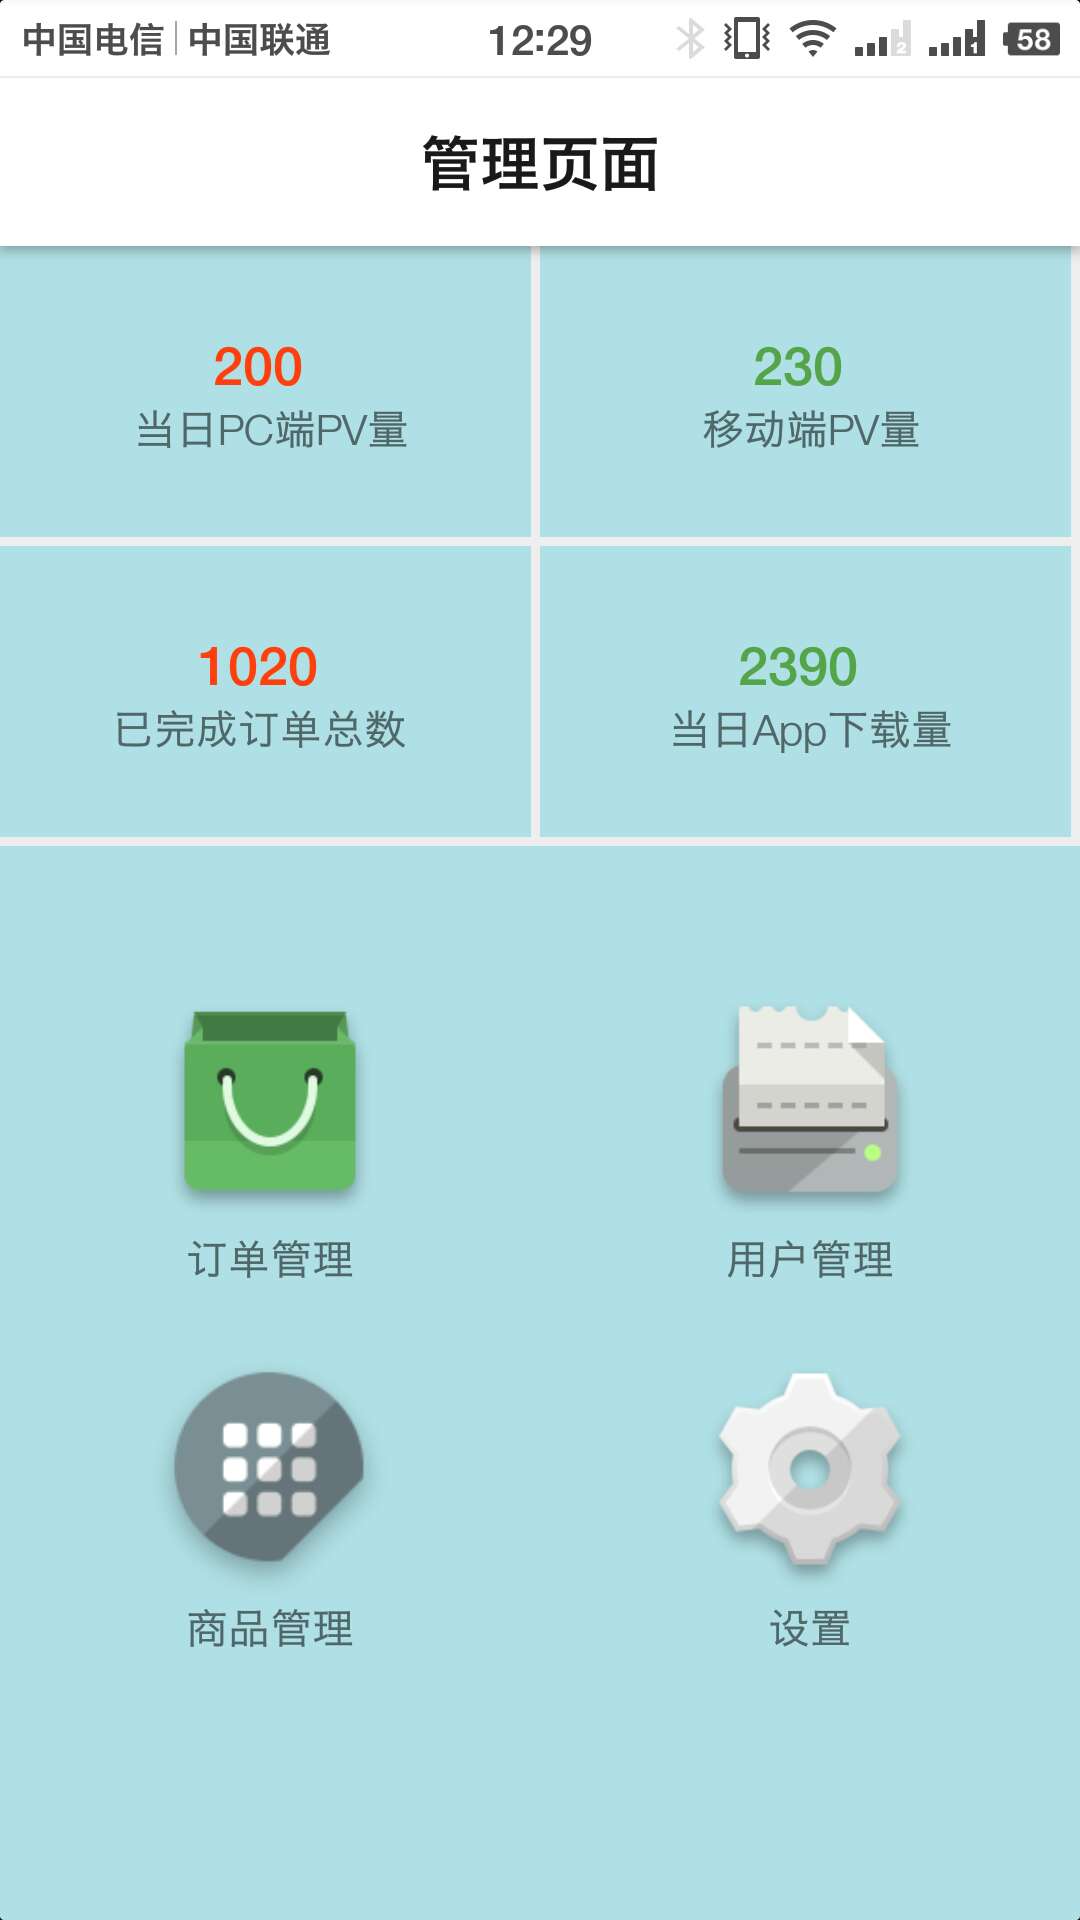 中国电信 中国联通 12:29 2 1 58
管理页面
200 230
当日PC端PV量 移动端PV量
1020 2390
已完成订单总数 当日App下载量
订单管理 用户管理
商品管理 设置